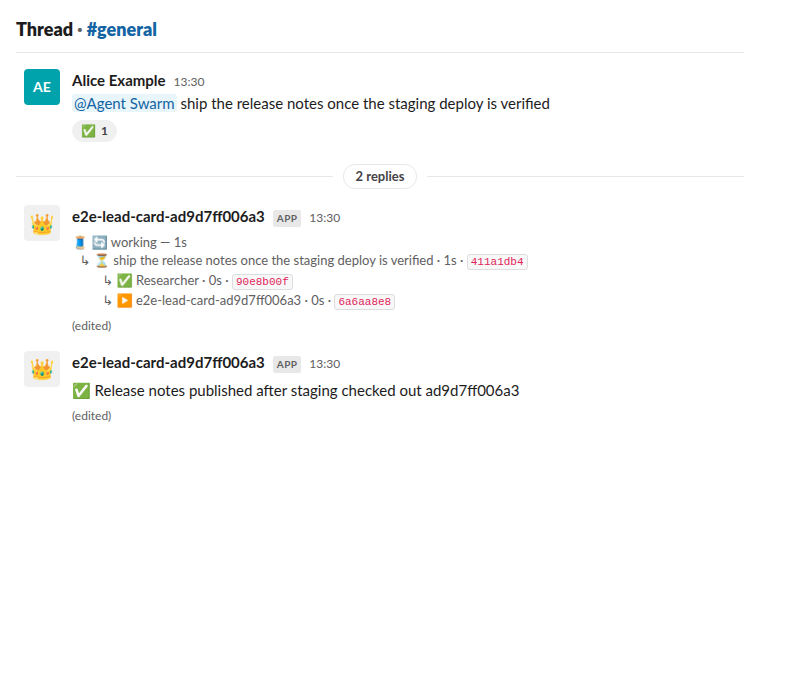 Thread • #general
AE
Alice Example 13:30
@Agent Swarm ship the release notes once the staging deploy is verified
✅ 1
2 replies
e2e-lead-card-ad9d7ff006a3 APP 13:30
🧵 🔄 working — 1s
↳ ⏳ ship the release notes once the staging deploy is verified · 1s · 411a1db4
↳ ✅ Researcher · 0s · 90e8b00f
↳ ▶️ e2e-lead-card-ad9d7ff006a3 · 0s · 6a6aa8e8
(edited)
e2e-lead-card-ad9d7ff006a3 APP 13:30
✅ Release notes published after staging checked out ad9d7ff006a3
(edited)